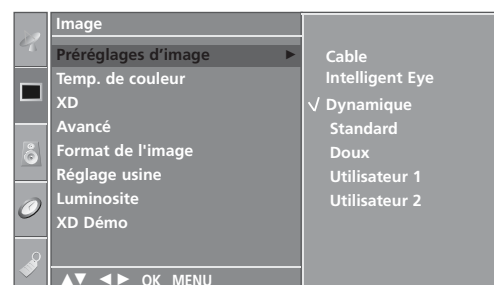 Image
Préréglages d’image ►
Temp. de couleur
XD
Avancé
Format de l'image
Réglage usine
Luminosite
XD Démo
▲▼ ◄► OK MENU
Cable
Intelligent Eye
√ Dynamique
Standard
Doux
Utilisateur 1
Utilisateur 2